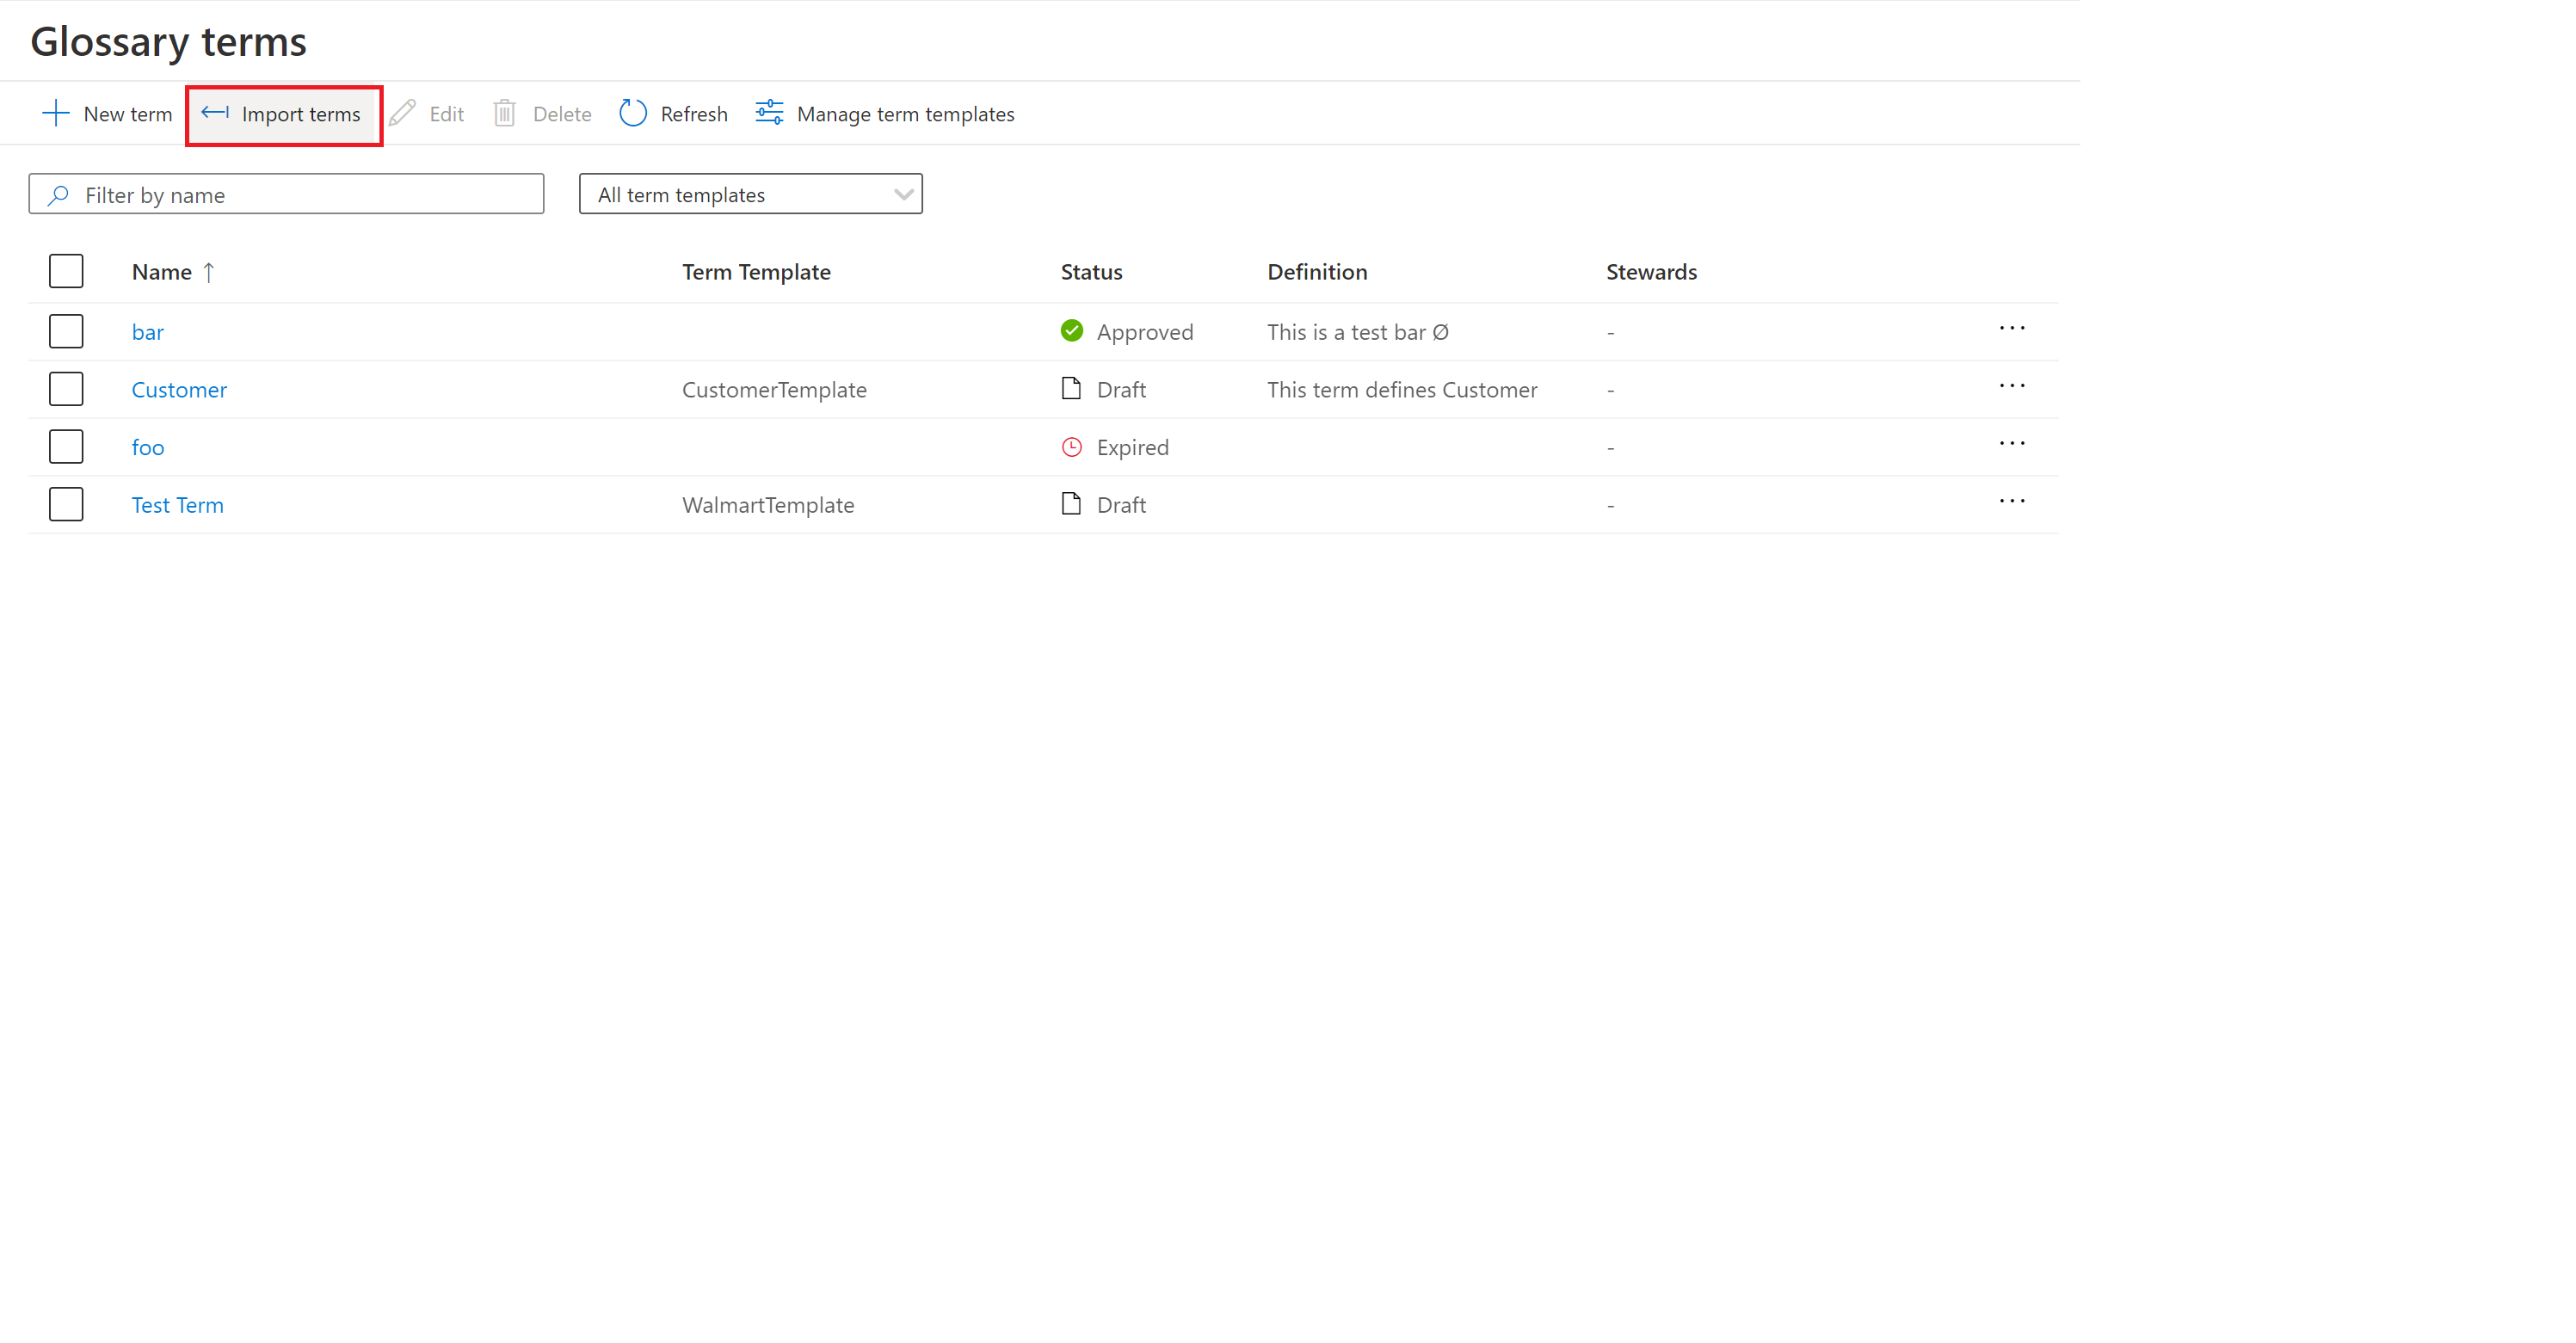 Glossary terms
New term Import terms Edit Delete Refresh Manage term templates
Filter by name All term templates
Name ↑ Term Template Status Definition Stewards
bar Approved This is a test bar Ø - ...
Customer CustomerTemplate Draft This term defines Customer - ...
foo Expired - ...
Test Term WalmartTemplate Draft - ...